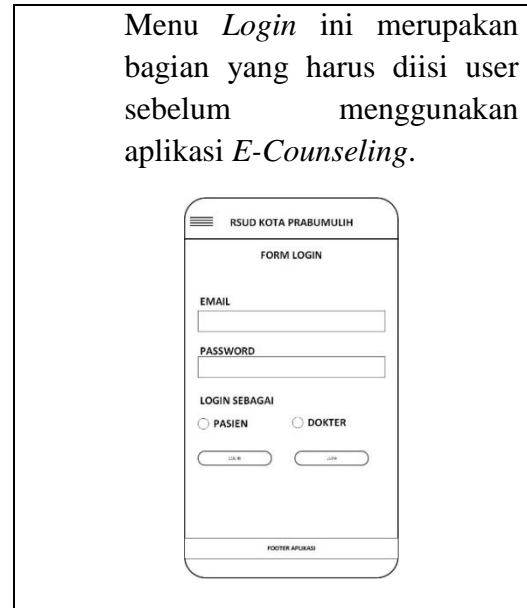 Menu Login ini merupakan
bagian yang harus diisi user
sebelum menggunakan
aplikasi E-Counseling.
RSUD KOTA PRABUMULIH
FORM LOGIN
EMAIL
PASSWORD
LOGIN SEBAGAI
PASIEN DOKTER
FOOTER APLIKASI